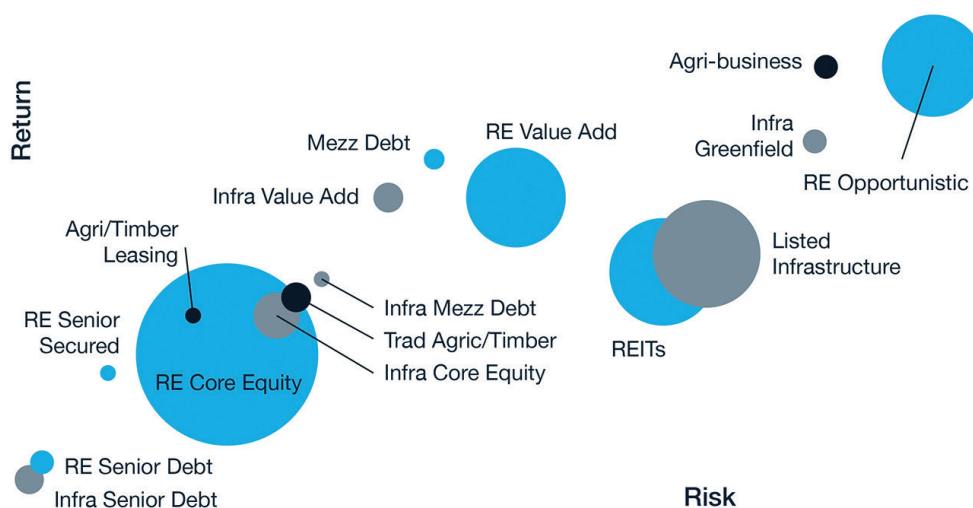 Return
Agri-business
RE Value Add
Infra
Greenfield
Mezz Debt
RE Opportunistic
Infra Value Add
Agri/Timber
Leasing
Listed
Infrastructure
Infra Mezz Debt
RE Senior
Secured
Trad Agric/Timber
REITs
Infra Core Equity
RE Core Equity
RE Senior Debt
Infra Senior Debt
Risk